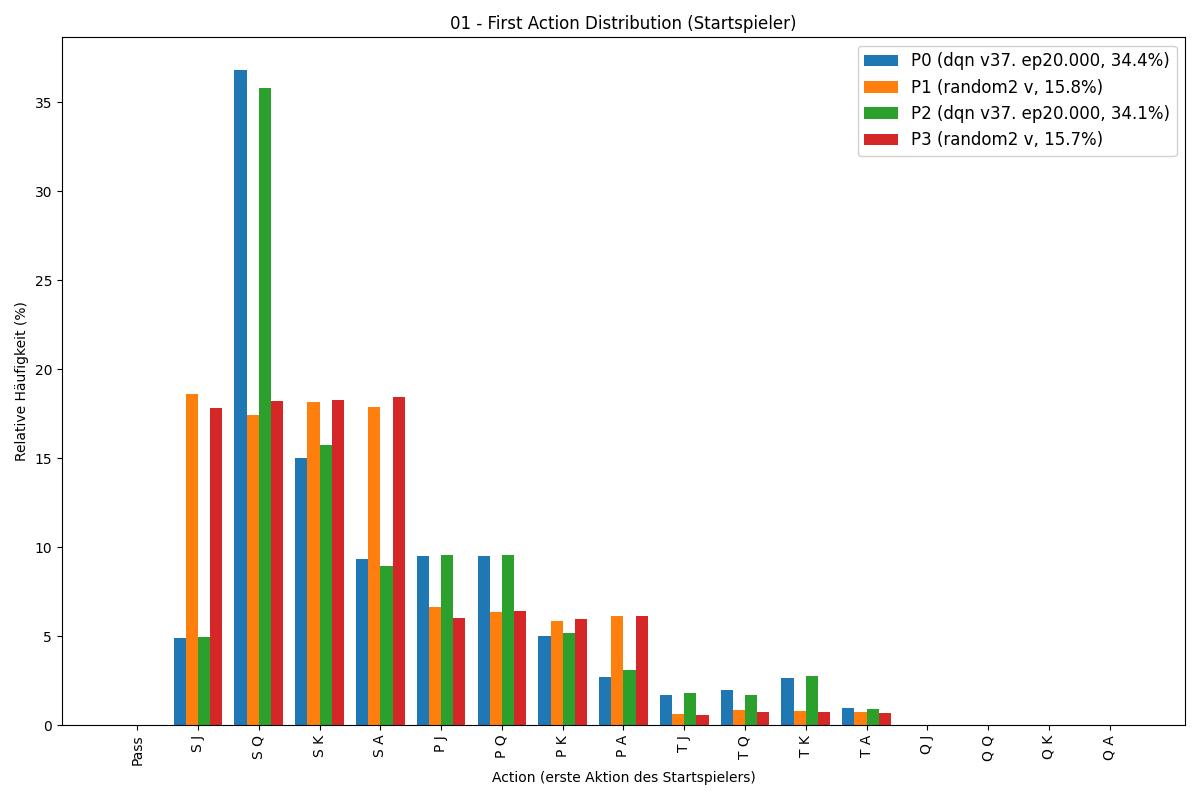 01 - First Action Distribution (Startspieler)
P0 (dqn v37. ep20.000, 34.4%)
P1 (random2 v, 15.8%)
P2 (dqn v37. ep20.000, 34.1%)
P3 (random2 v, 15.7%)
Relative Häufigkeit (%)
35
30
25
20
15
10
5
0
Pass
S J
S Q
S K
S A
P J
P Q
P K
P A
T J
T Q
T K
T A
Q J
Q Q
Q K
Q A
Action (erste Aktion des Startspielers)